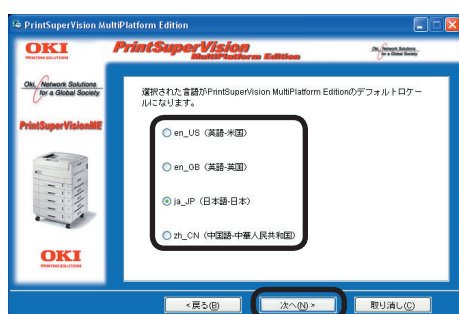 PrintSuperVision MultiPlatform Edition
OKI
PRINTING SOLUTIONS
PrintSuperVision
MultiPlatform Edition
Oki, Network Solutions
for a Global Society
Oki, Network Solutions
for a Global Society
PrintSuperVisionME
選択された言語がPrintSuperVision MultiPlatform Editionのデフォルトロケー
ルになります。
en_US（英語-米国）
en_GB（英語-英国）
ja_JP（日本語-日本）
zh_CN（中国語-中華人民共和国）
OKI
PRINTING SOLUTIONS
<戻る(B)
次へ(N)>
取り消し(C)